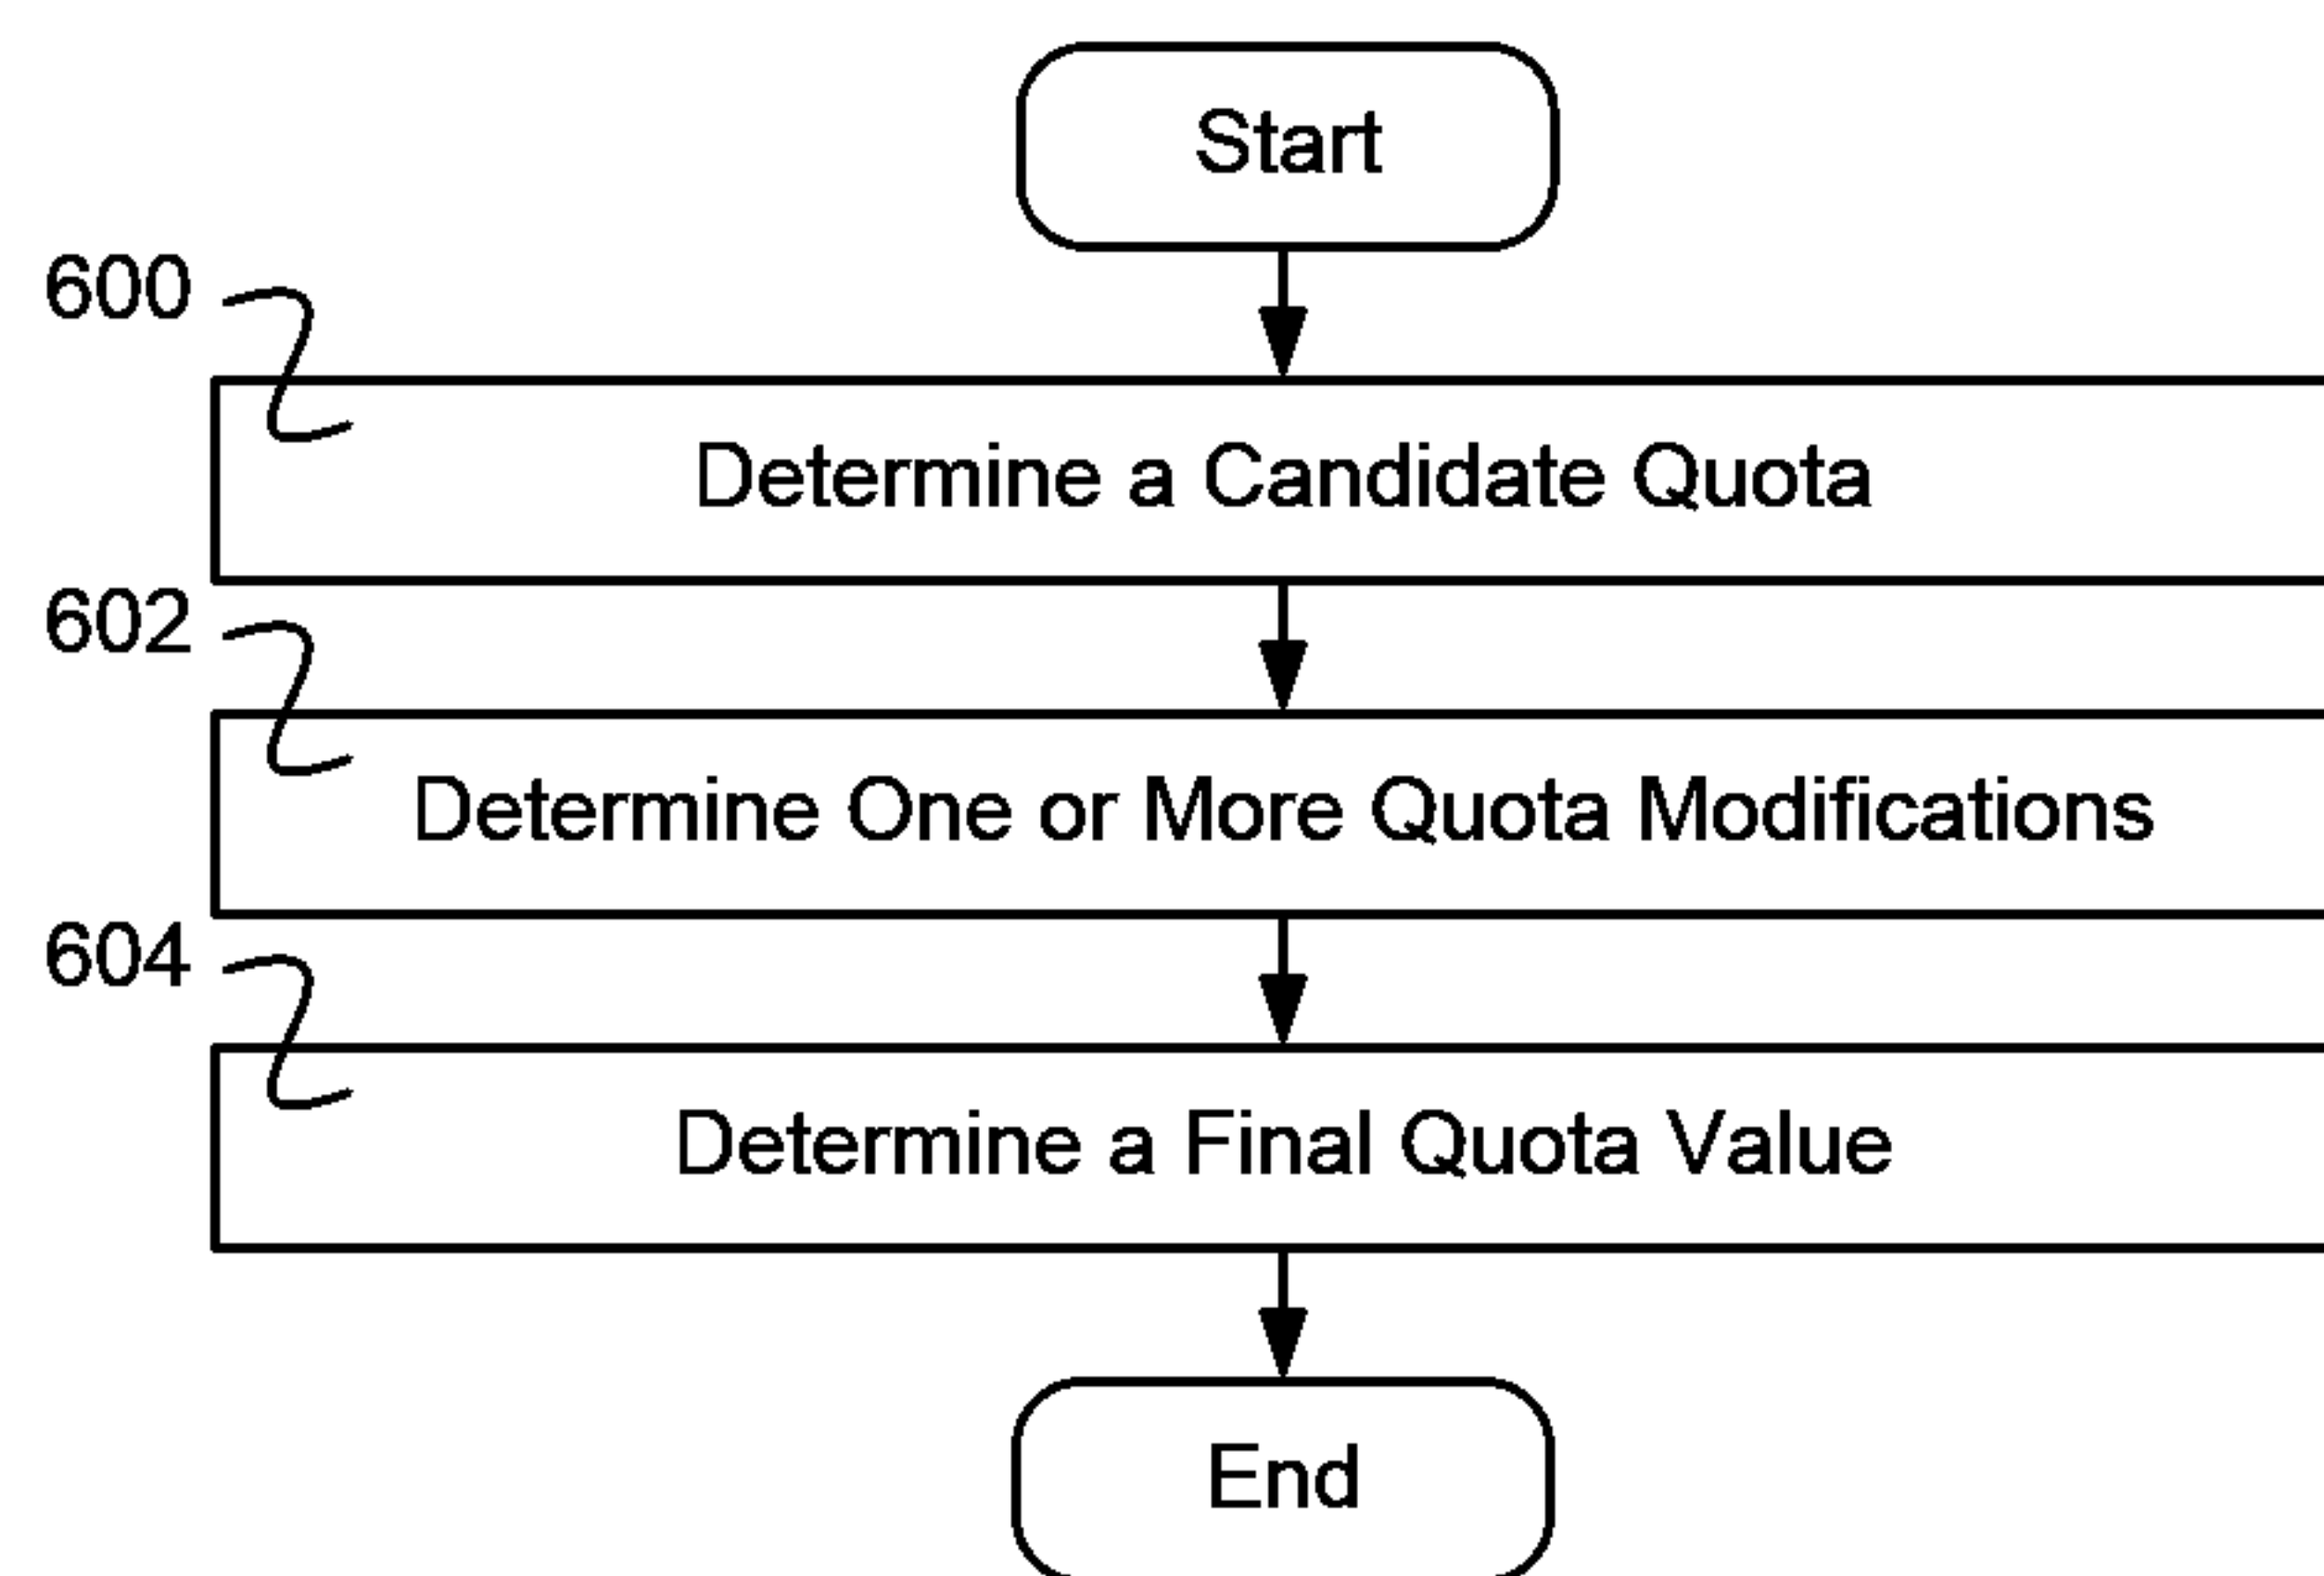 Start
600
Determine a Candidate Quota
602
Determine One or More Quota Modifications
604
Determine a Final Quota Value
End